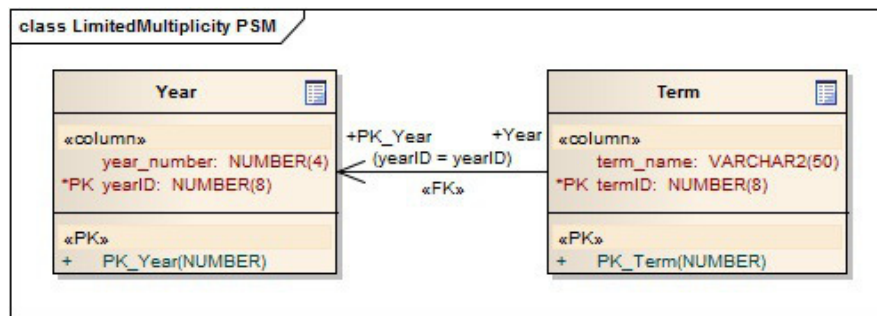 class LimitedMultiplicity PSM
Year
«column»
year_number: NUMBER(4)
*PK yearID: NUMBER(8)
«PK»
+ PK_Year(NUMBER)
+PK_Year +Year
(yearID = yearID)
«FK»
Term
«column»
term_name: VARCHAR2(50)
*PK termID: NUMBER(8)
«PK»
+ PK_Term(NUMBER)